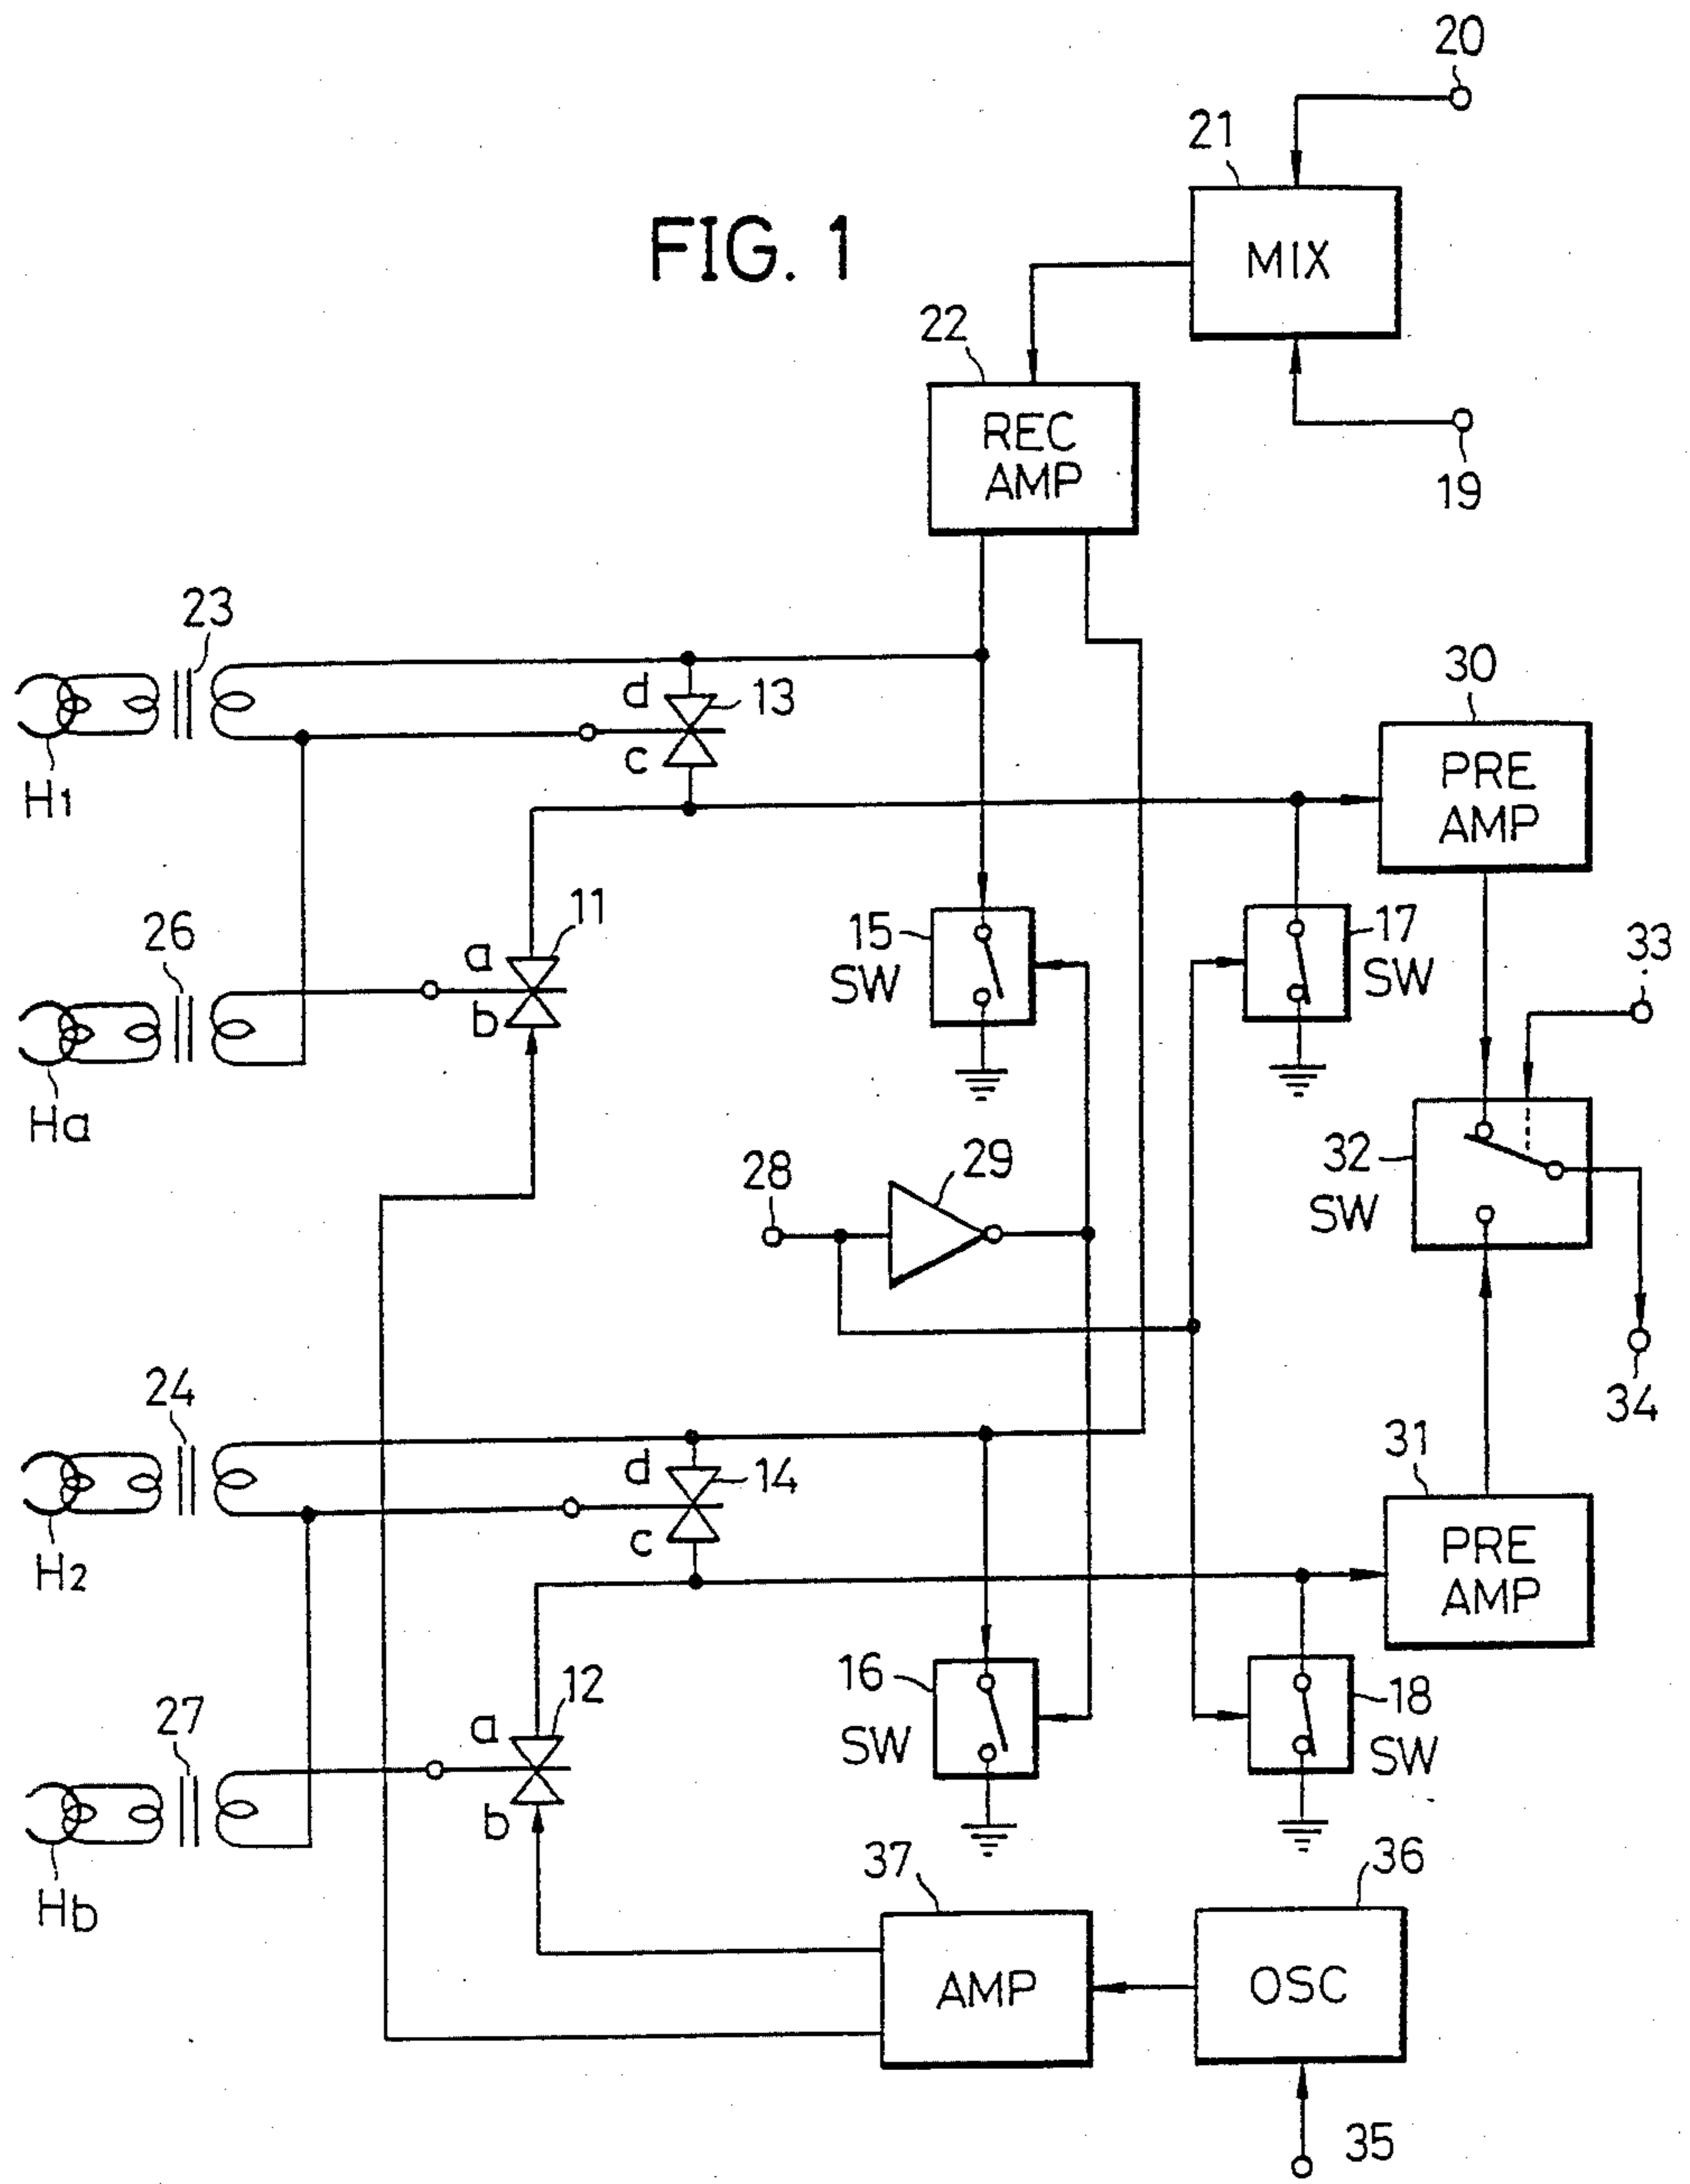 20
21
MIX
FIG. 1
22
REC
AMP
19
23
d
13
30
H1
c
PRE
AMP
26
a
11
15
SW
17
SW
33
b
Ha
28
29
32
SW
24
34
d
14
31
H2
c
PRE
AMP
27
a
12
16
SW
18
SW
b
Hb
37
36
AMP
OSC
35